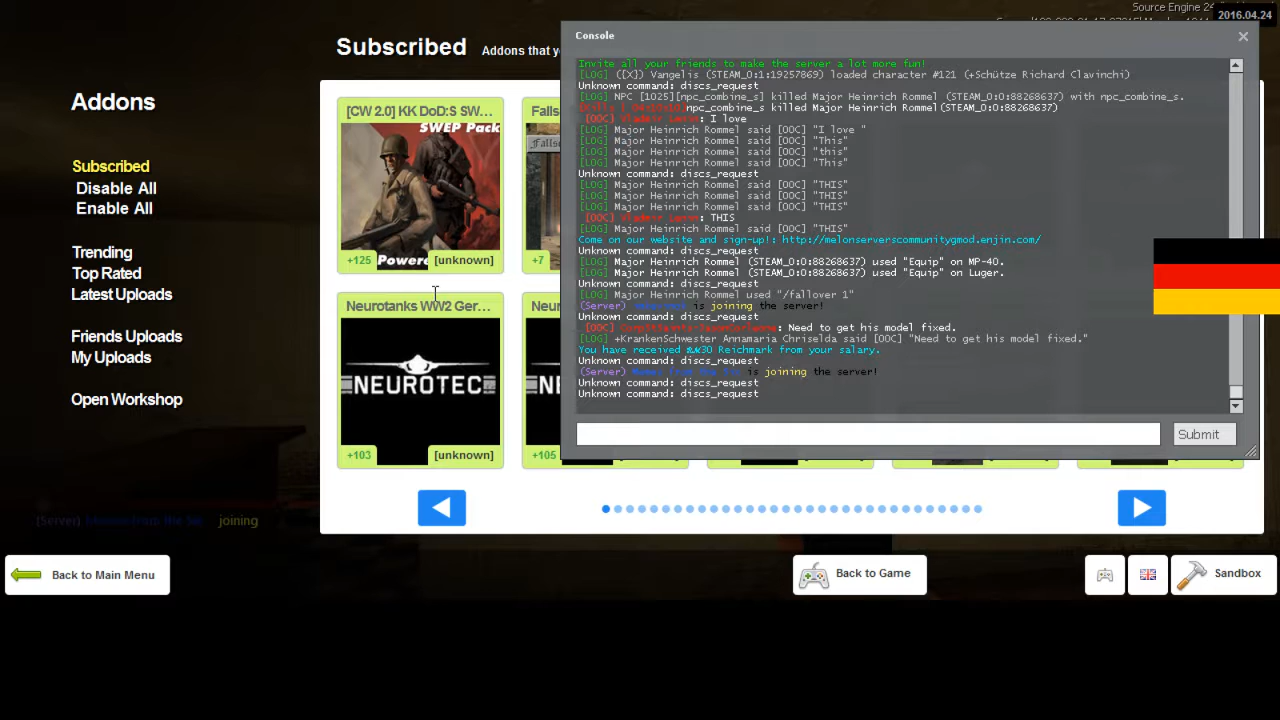 Source Engine 24
2016.04.24
Subscribed
Addons that y
Addons
Subscribed
Disable All
Enable All
Trending
Top Rated
Latest Uploads
Friends Uploads
My Uploads
Open Workshop
[CW 2.0] KK DoD:S SW...
SWEP Pack
+125
Powere
[unknown]
Falls
+7
Neurotanks WW2 Ger...
NEUROTEC
+103
[unknown]
Neu
NEU
+105
Console
Invite all your friends to make the server a lot more fun!
[LOG] ([X]) Vangelis (STEAM_0:1:19257869) loaded character #121 (+Schütze Richard Clavinchi)
Unknown command: discs_request
[LOG] NPC [1025][npc_combine_s] killed Major Heinrich Rommel (STEAM_0:0:88268637) with npc_combine_s.
npc_combine_s killed Major Heinrich Rommel(STEAM_0:0:88268637)
[OOC] Vladmir Lenin: I love
[LOG] Major Heinrich Rommel said [OOC] "I love "
[LOG] Major Heinrich Rommel said [OOC] "This"
[LOG] Major Heinrich Rommel said [OOC] "this"
[LOG] Major Heinrich Rommel said [OOC] "This"
Unknown command: discs_request
[LOG] Major Heinrich Rommel said [OOC] "THIS"
[LOG] Major Heinrich Rommel said [OOC] "THIS"
[LOG] Major Heinrich Rommel said [OOC] "THIS"
[OOC] Vladmir Lenin: THIS
[LOG] Major Heinrich Rommel said [OOC] "THIS"
Come on our website and sign-up!: http://melonserverscommunitygmod.enjin.com/
Unknown command: discs_request
[LOG] Major Heinrich Rommel (STEAM_0:0:88268637) used "Equip" on MP-40.
[LOG] Major Heinrich Rommel (STEAM_0:0:88268637) used "Equip" on Luger.
Unknown command: discs_request
[LOG] Major Heinrich Rommel used "/fallover 1"
(Server) is joining the server!
Unknown command: discs_request
[OOC] Need to get his model fixed.
[LOG] +KrankenSchwester Annamaria Chriselda said [OOC] "Need to get his model fixed."
You have received 30 Reichmark from your salary.
Unknown command: discs_request
(Server) is joining the server!
Unknown command: discs_request
Unknown command: discs_request
Submit
(Server) joining
Back to Main Menu
Back to Game
Sandbox